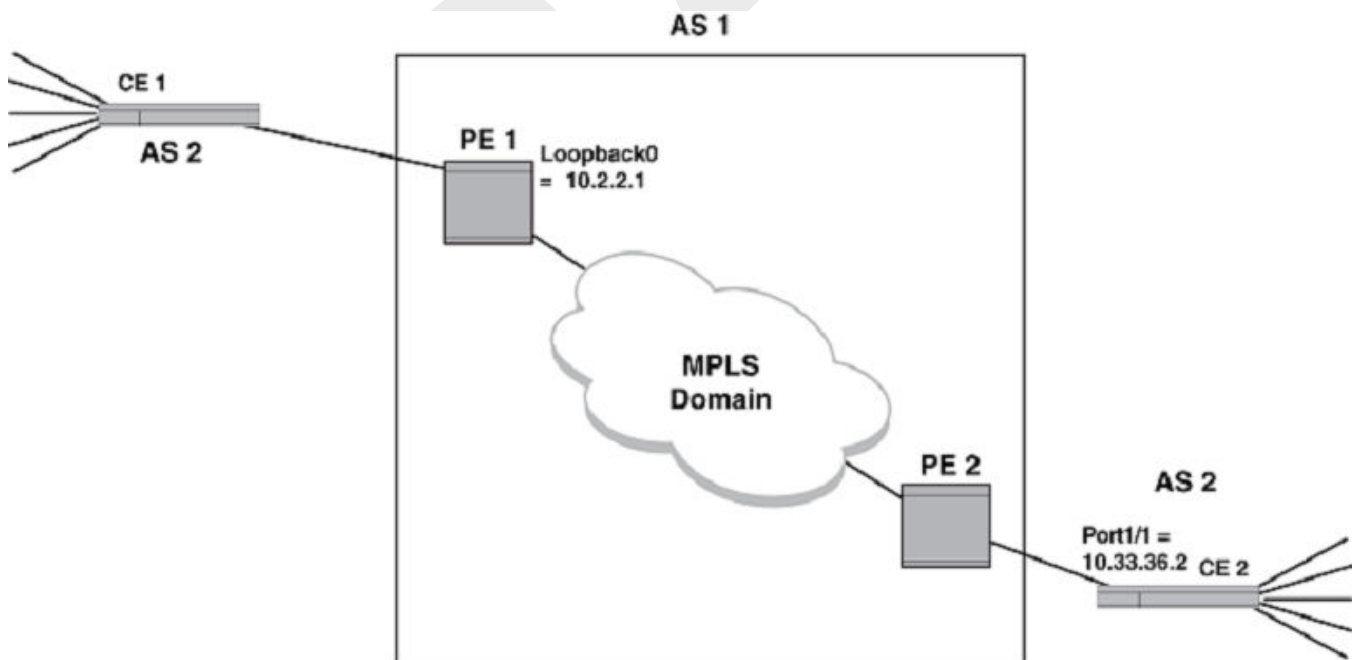 AS 1
CE 1
AS 2
PE 1
Loopback0
= 10.2.2.1
MPLS
Domain
PE 2
AS 2
Port1/1 =
10.33.36.2 CE 2